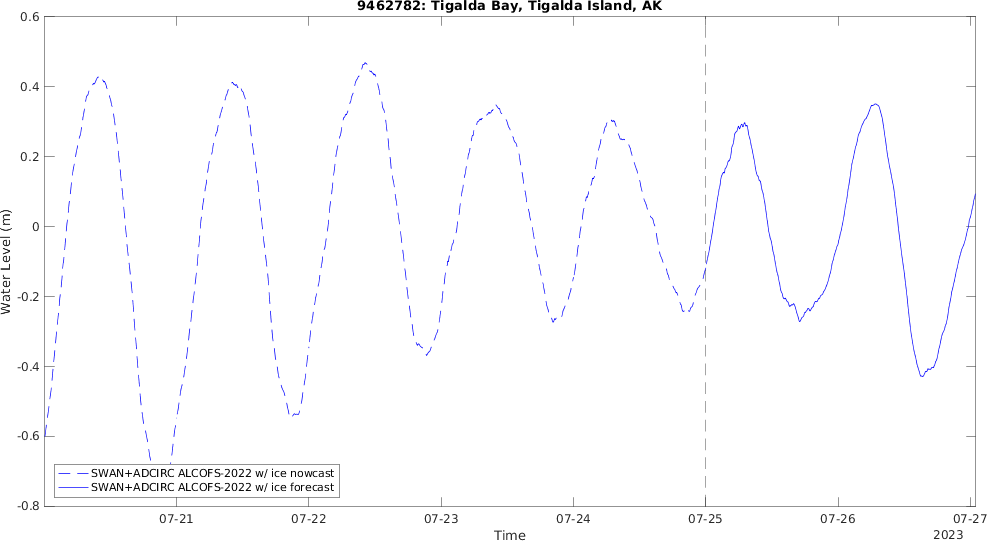 9462782: Tigalda Bay, Tigalda Island, AK
Water Level (m)
0.6
0.4
0.2
0
-0.2
-0.4
-0.6
-0.8
SWAN+ADCIRC ALCOFS-2022 w/ ice nowcast
SWAN+ADCIRC ALCOFS-2022 w/ ice forecast
07-21 07-22 07-23 07-24 07-25 07-26 07-27
Time
2023